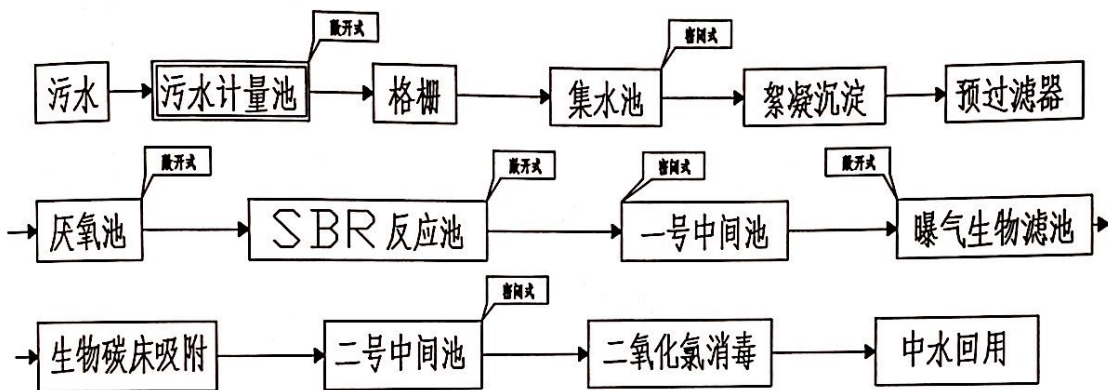 敞开式
密闭式
污水
污水计量池
格栅
集水池
絮凝沉淀
预过滤器
敞开式
敞开式
密闭式
敞开式
厌氧池
SBR反应池
一号中间池
曝气生物滤池
密闭式
生物碳床吸附
二号中间池
二氧化氯消毒
中水回用